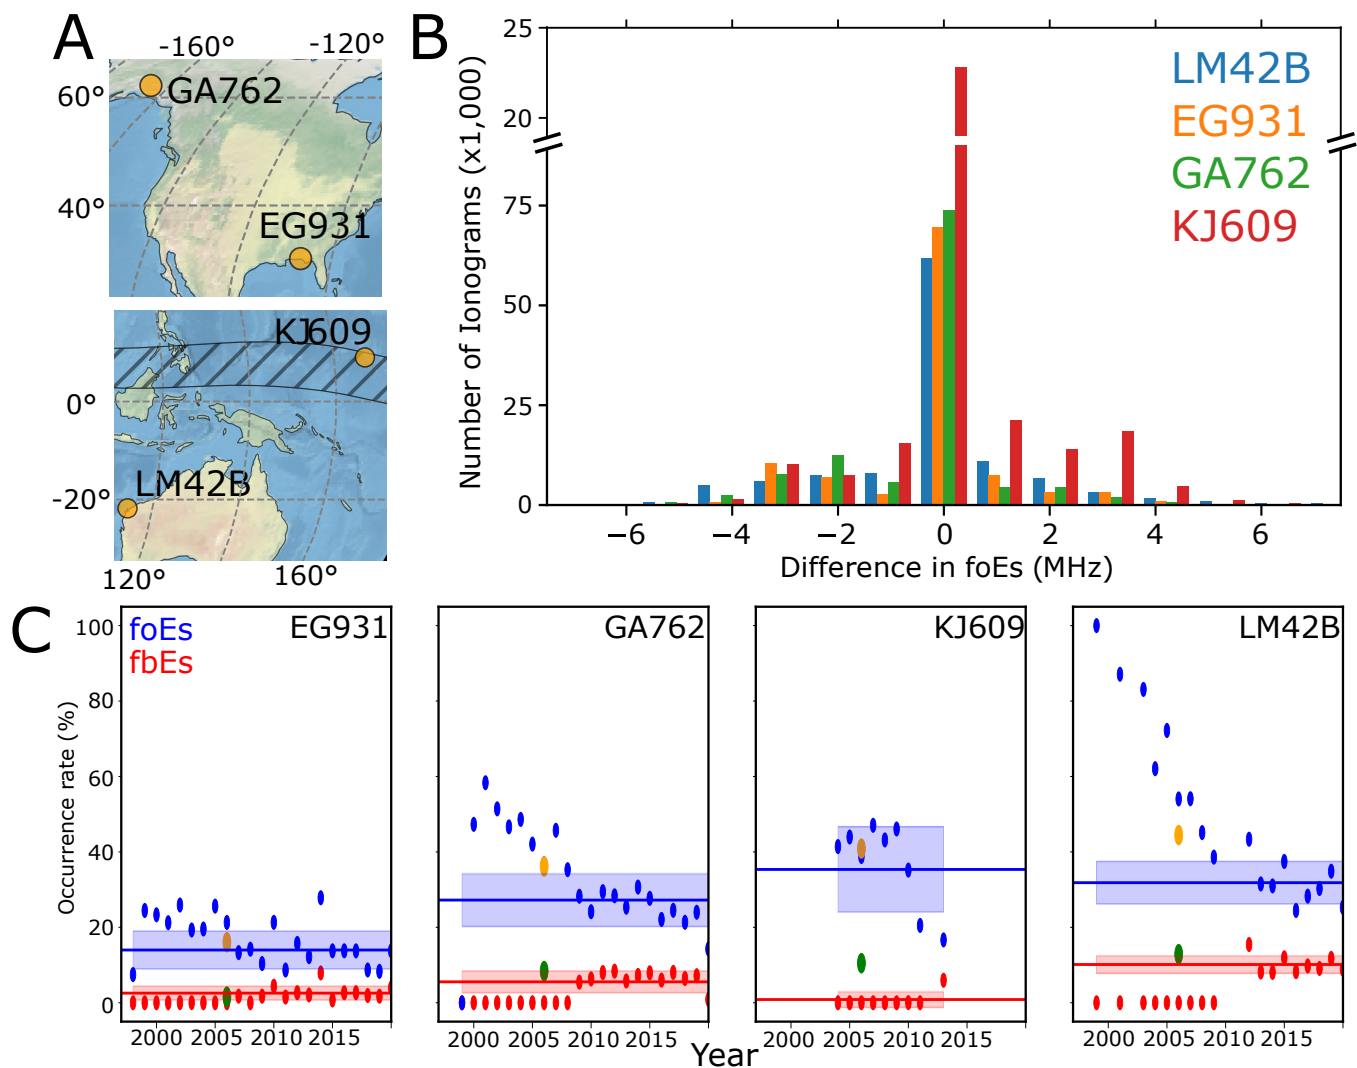 A
-160°
-120°
60°
GA762
40°
EG931
KJ609
0°
LM42B
-20°
120°
160°
B
25
20
75
50
25
0
Number of Ionograms (x1,000)
−6
−4
−2
0
2
4
6
Difference in foEs (MHz)
LM42B
EG931
GA762
KJ609
C
Occurrence rate (%)
100
80
60
40
20
0
foEs
fbEs
EG931
GA762
KJ609
LM42B
2000 2005 2010 2015
2000 2005 2010 2015
2000 2005 2010 2015
2000 2005 2010 2015
Year